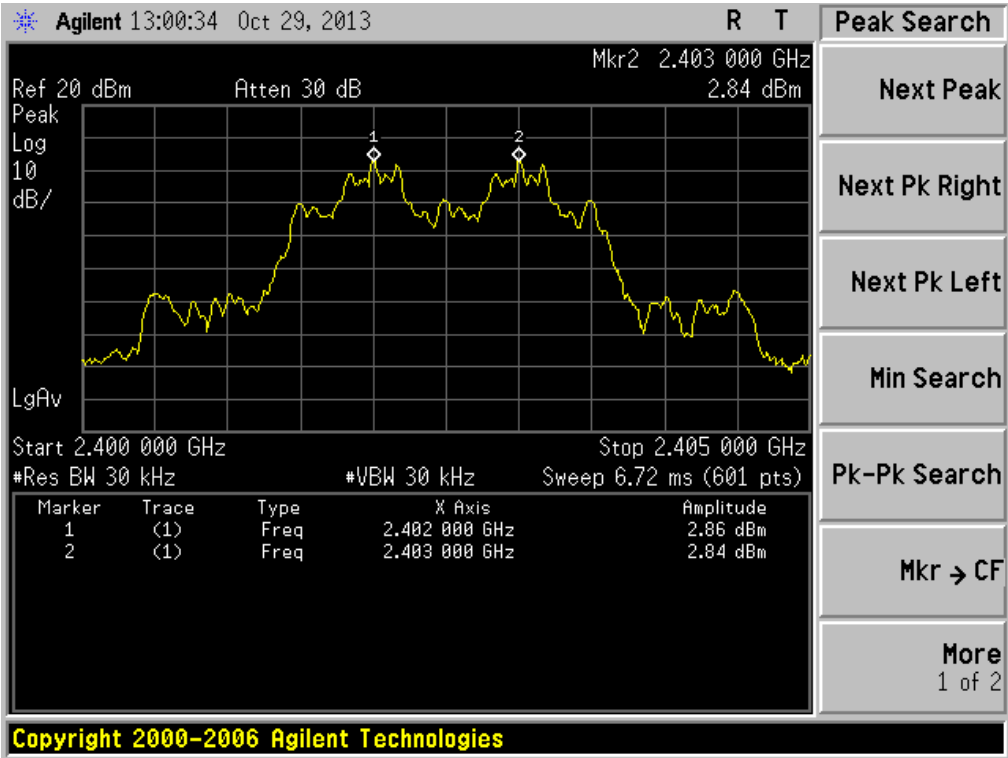 Agilent 13:00:34 Oct 29, 2013 R T
Peak Search
Mkr2 2.403 000 GHz
Ref 20 dBm Atten 30 dB 2.84 dBm
Peak
Log
10
dB/
1
2
LgAv
Start 2.400 000 GHz Stop 2.405 000 GHz
#Res BW 30 kHz #VBW 30 kHz Sweep 6.72 ms (601 pts)
Marker Trace Type X Axis Amplitude
1 (1) Freq 2.402 000 GHz 2.86 dBm
2 (1) Freq 2.403 000 GHz 2.84 dBm
Next Peak
Next Pk Right
Next Pk Left
Min Search
Pk-Pk Search
Mkr → CF
More
1 of 2
Copyright 2000-2006 Agilent Technologies